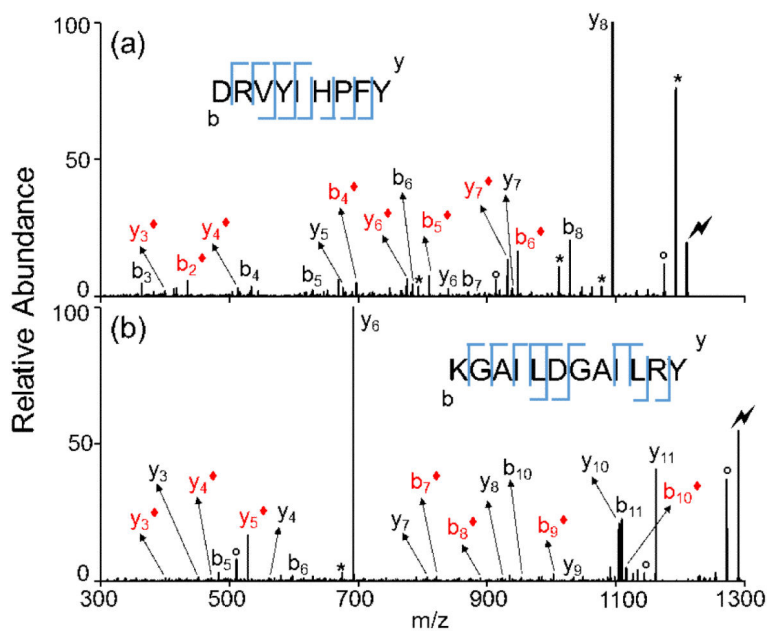 100
(a)
y
DRVYIHPFY
b
y8
*
50
b6
b4♦
y7♦
y7
y3♦
y4♦
y6♦
b5♦
b6♦
b8
y5
b2♦
b3
b4
b5
*
y6
b7
°
*
*
°
0
Relative Abundance
100
(b)
y6
y
KGAILDGAILRY
b
50
y3
y4♦
b7♦
b10
y10
y11
°
y3♦
y5♦
y4
y8
b8♦
b9♦
b11
b10♦
b5
°
b6
*
y7
y9
°
0
300 500 700 900 1100 1300
m/z